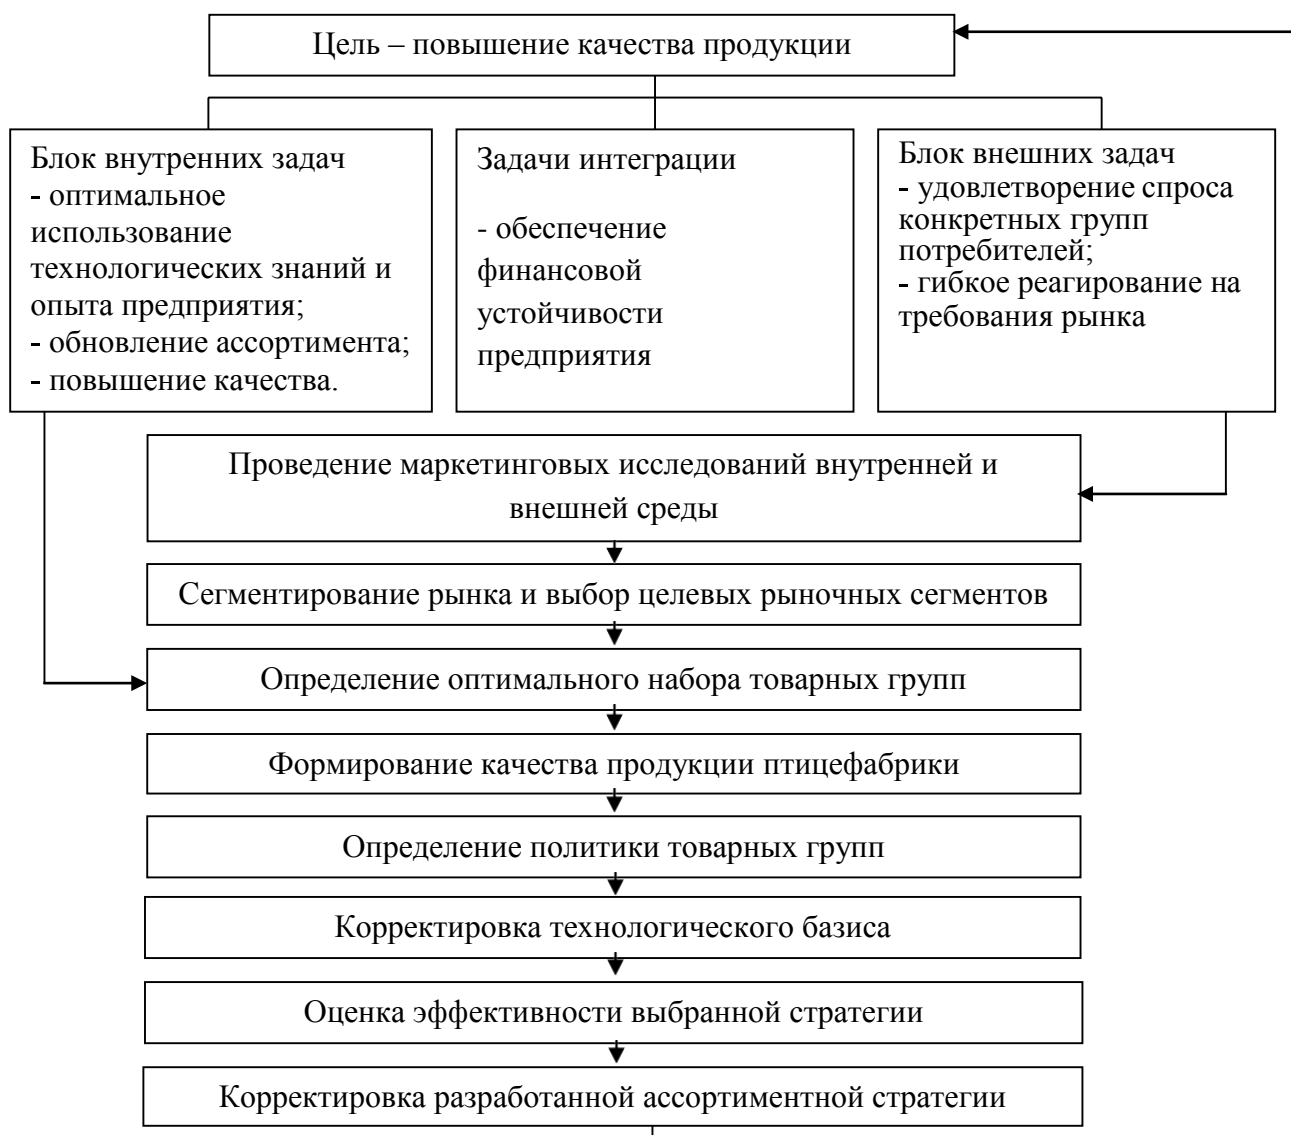 Цель – повышение качества продукции
Блок внутренних задач
- оптимальное
использование
технологических знаний и
опыта предприятия;
- обновление ассортимента;
- повышение качества.
Задачи интеграции
- обеспечение
финансовой
устойчивости
предприятия
Блок внешних задач
- удовлетворение спроса
конкретных групп
потребителей;
- гибкое реагирование на
требования рынка
Проведение маркетинговых исследований внутренней и
внешней среды
Сегментирование рынка и выбор целевых рыночных сегментов
Определение оптимального набора товарных групп
Формирование качества продукции птицефабрики
Определение политики товарных групп
Корректировка технологического базиса
Оценка эффективности выбранной стратегии
Корректировка разработанной ассортиментной стратегии